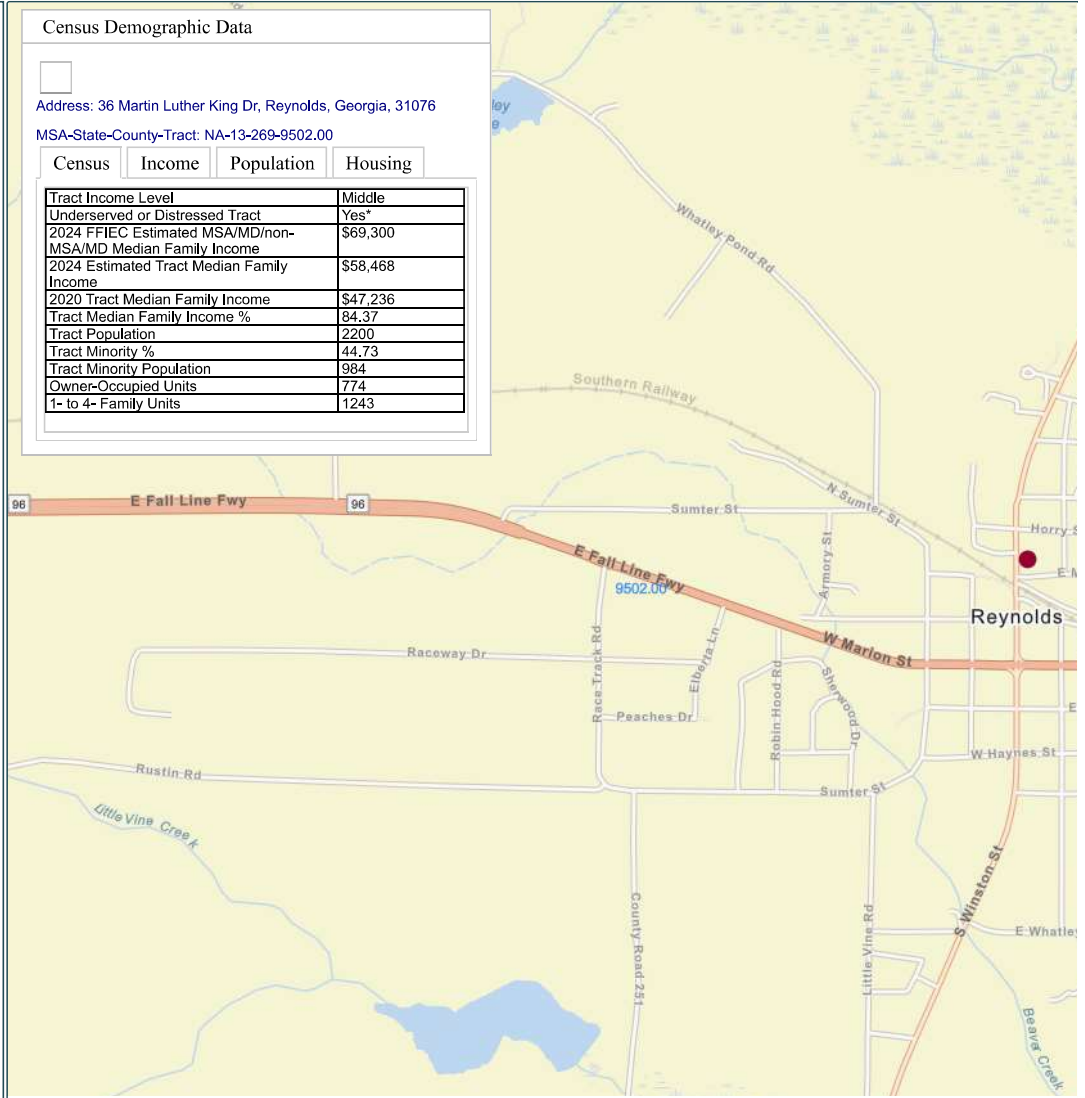 Census Demographic Data
Address: 36 Martin Luther King Dr, Reynolds, Georgia, 31076
MSA-State-County-Tract: NA-13-269-9502.00
Census Income Population Housing
Tract Income Level Middle
Underserved or Distressed Tract Yes*
2024 FFIEC Estimated MSA/MD/non- $69,300
MSA/MD Median Family Income
2024 Estimated Tract Median Family $58,468
Income
2020 Tract Median Family Income $47,236
Tract Median Family Income % 84.37
Tract Population 2200
Tract Minority % 44.73
Tract Minority Population 984
Owner-Occupied Units 774
1- to 4- Family Units 1243
Whatley Pond Rd
Southern Railway
96
E Fall Line Fwy
96
Sumter St
N Sumter St
Armory St
Horry S
E Fall Line Fwy
9502.00
E M
Reynolds
W Marion St
Raceway Dr
Race Track Rd
Elberta Ln
Peaches Dr
Robin Hood Rd
Sherwood Dr
E
W Haynes St
Rustin Rd
Sumter St
Little Vine Creek
S Winston St
County Road 251
Little Vine Rd
E Whatley
Beaver Creek